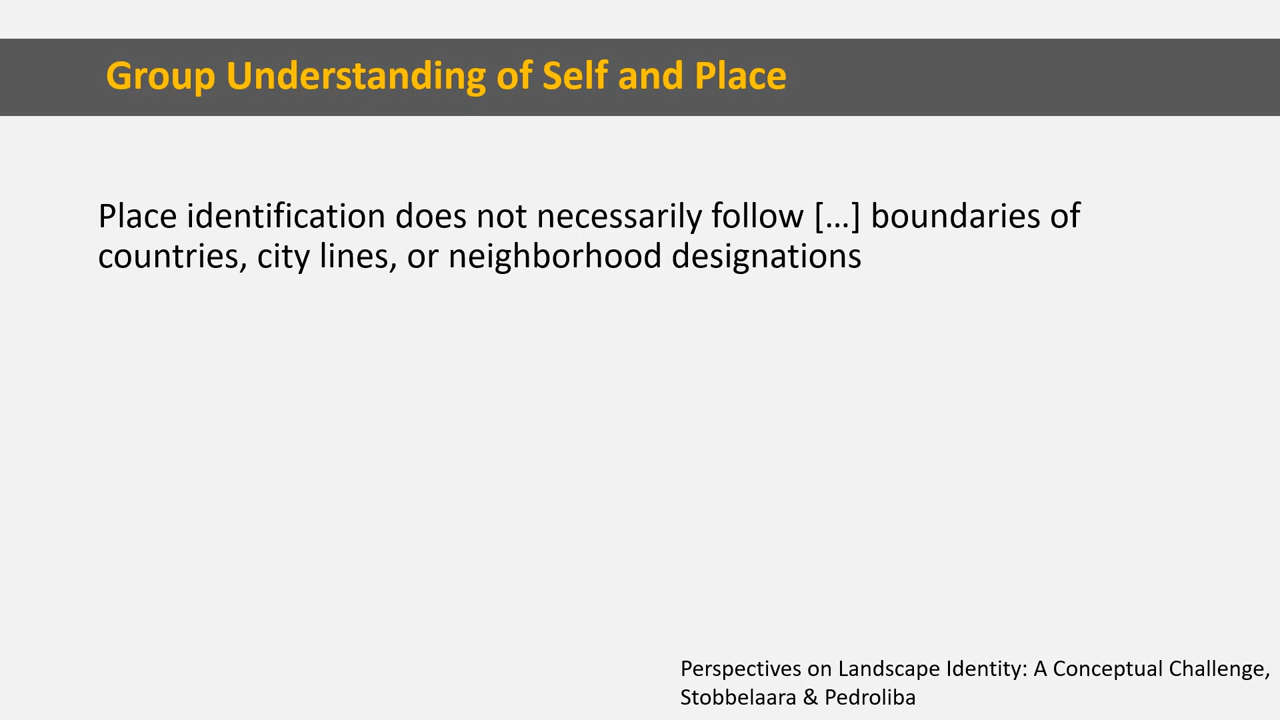 Group Understanding of Self and Place
Place identification does not necessarily follow […] boundaries of
countries, city lines, or neighborhood designations
Perspectives on Landscape Identity: A Conceptual Challenge,
Stobbelaara & Pedroliba